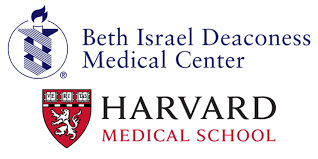 Beth Israel Deaconess
Medical Center
®
HARVARD
MEDICAL SCHOOL